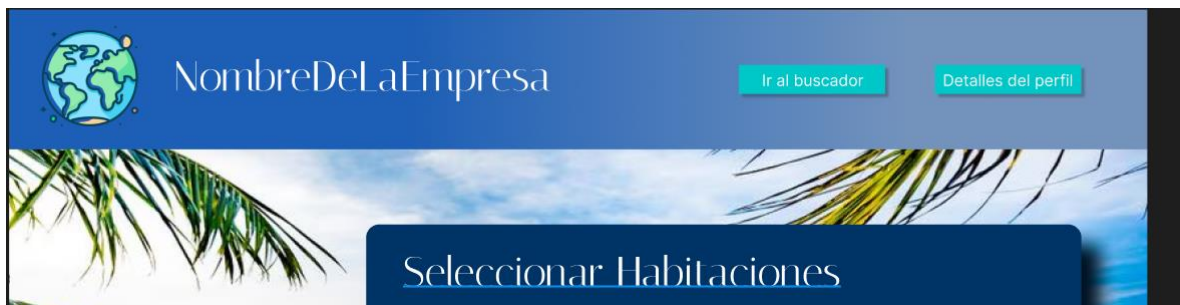 NombreDeLaEmpresa
Ir al buscador
Detalles del perfil
Seleccionar Habitaciones